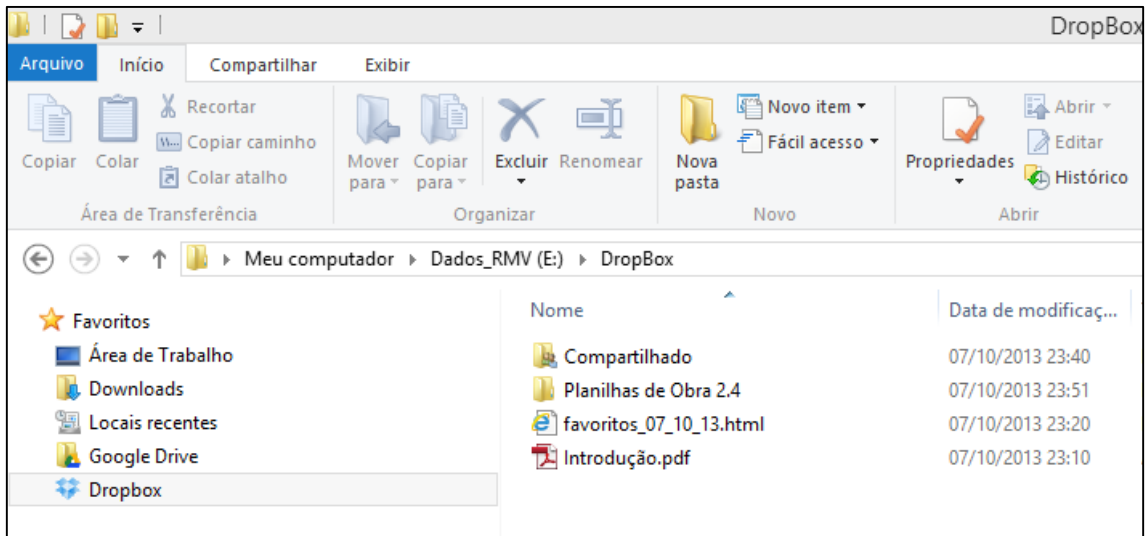 DropBox
Arquivo Início Compartilhar Exibir
Copiar
Colar
Recortar
Copiar caminho
Colar atalho
Área de Transferência
Mover para
Copiar para
Excluir
Renomear
Organizar
Nova pasta
Novo item
Fácil acesso
Novo
Propriedades
Abrir
Editar
Histórico
Abrir
Meu computador Dados_RMV (E:) DropBox
Favoritos
Área de Trabalho
Downloads
Locais recentes
Google Drive
Dropbox
Nome Data de modificaç...
Compartilhado 07/10/2013 23:40
Planilhas de Obra 2.4 07/10/2013 23:51
favoritos_07_10_13.html 07/10/2013 23:20
Introdução.pdf 07/10/2013 23:10